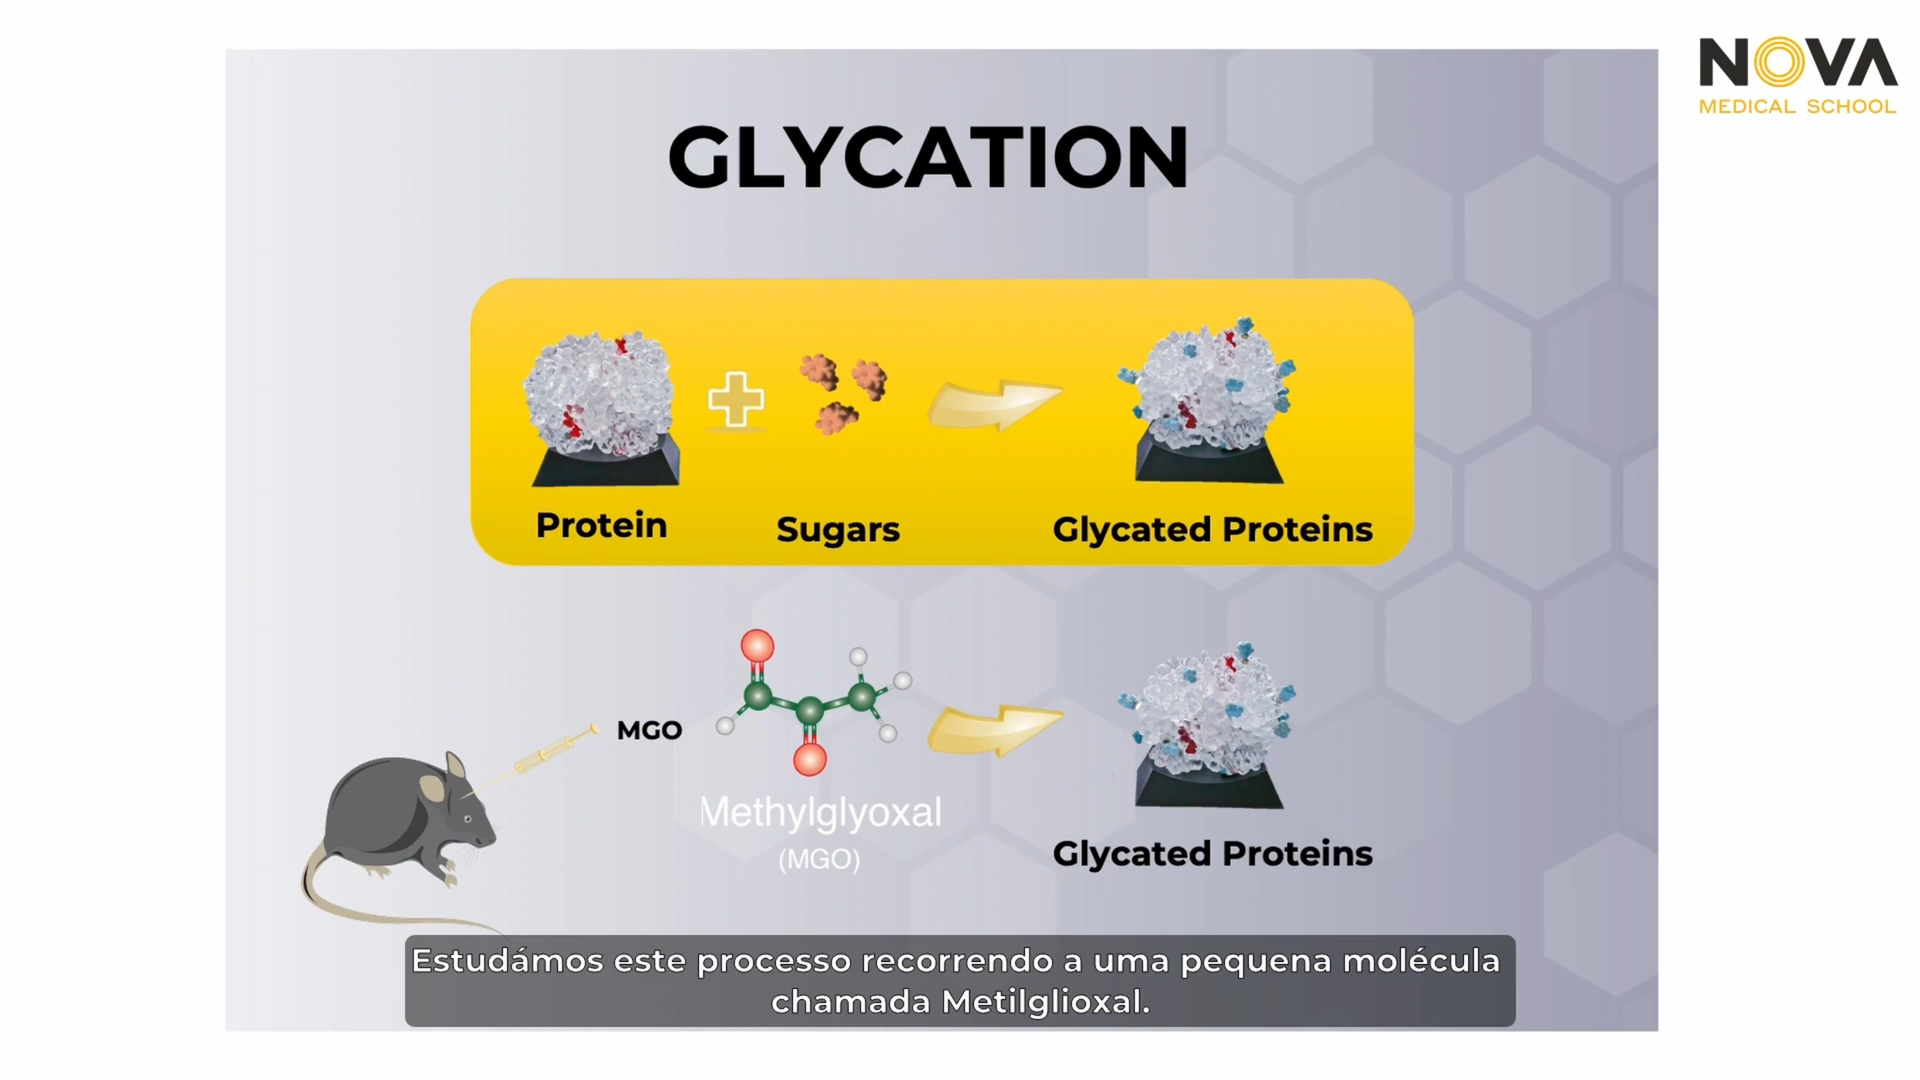 NOVA
MEDICAL SCHOOL
GLYCATION
Protein
Sugars
Glycated Proteins
MGO
Methylglyoxal
(MGO)
Glycated Proteins
Estudámos este processo recorrendo a uma pequena molécula
chamada Metilglioxal.